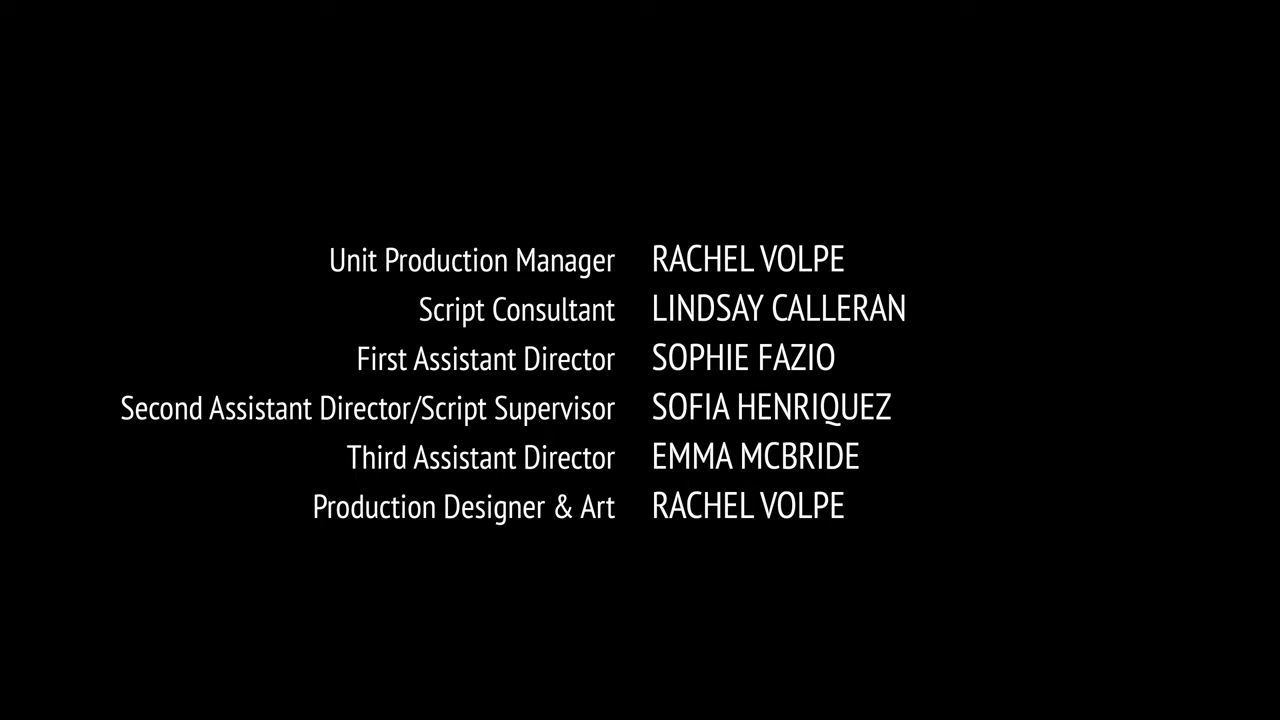 Unit Production Manager RACHEL VOLPE
Script Consultant LINDSAY CALLERAN
First Assistant Director SOPHIE FAZIO
Second Assistant Director/Script Supervisor SOFIA HENRIQUEZ
Third Assistant Director EMMA MCBRIDE
Production Designer & Art RACHEL VOLPE